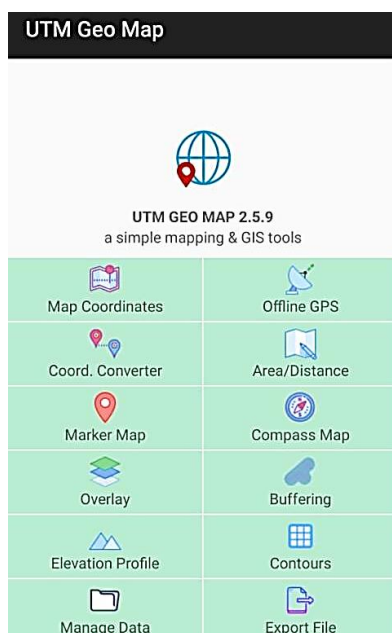 UTM Geo Map
UTM GEO MAP 2.5.9
a simple mapping & GIS tools
Map Coordinates
Offline GPS
Coord. Converter
Area/Distance
Marker Map
Compass Map
Overlay
Buffering
Elevation Profile
Contours
Manage Data
Export File